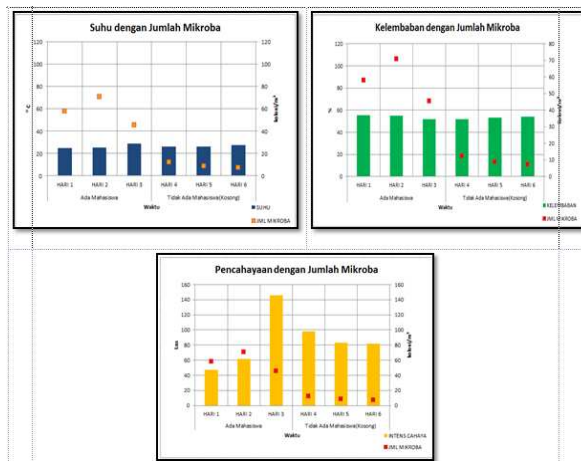 Suhu dengan Jumlah Mikroba
120
100
80
60
40
20
0
° C
120
100
80
60
40
20
0
koloni/m³
HARI 1 HARI 2 HARI 3 HARI 4 HARI 5 HARI 6
Ada Mahasiswa Tidak Ada Mahasiswa(Kosong)
Waktu
SUHU
JML MIKROBA
Kelembaban dengan Jumlah Mikroba
120
100
80
60
40
20
0
%
80
70
60
50
40
30
20
10
0
koloni/m³
HARI 1 HARI 2 HARI 3 HARI 4 HARI 5 HARI 6
Ada Mahasiswa Tidak Ada Mahasiswa(Kosong)
Waktu
KELEMBABAN
JML MIKROBA
Pencahayaan dengan Jumlah Mikroba
160
140
120
100
80
60
40
20
0
Lux
160
140
120
100
80
60
40
20
0
koloni/m³
HARI 1 HARI 2 HARI 3 HARI 4 HARI 5 HARI 6
Ada Mahasiswa Tidak Ada Mahasiswa(Kosong)
Waktu
INTENS CAHAYA
JML MIKROBA